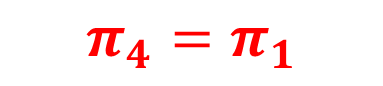 π₄ = π₁